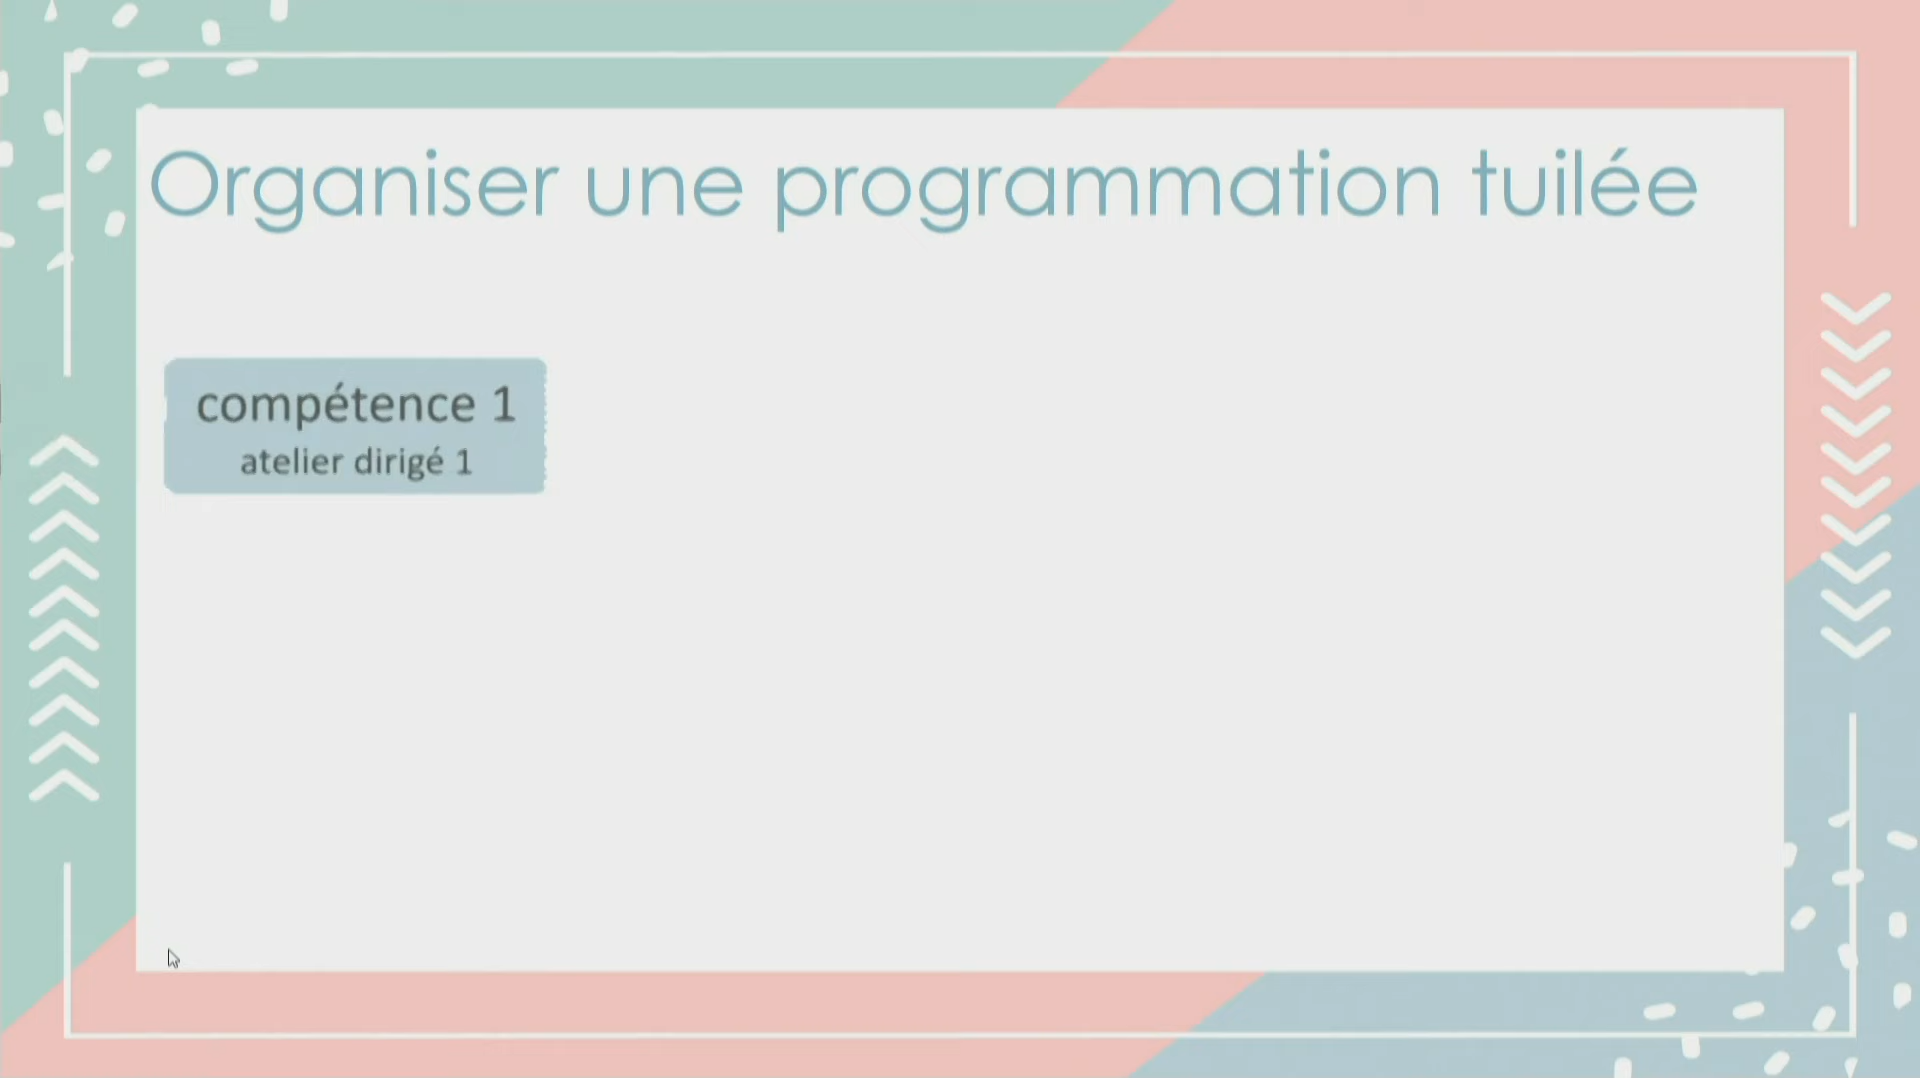 Organiser une programmation tuilée
compétence 1
atelier dirigé 1